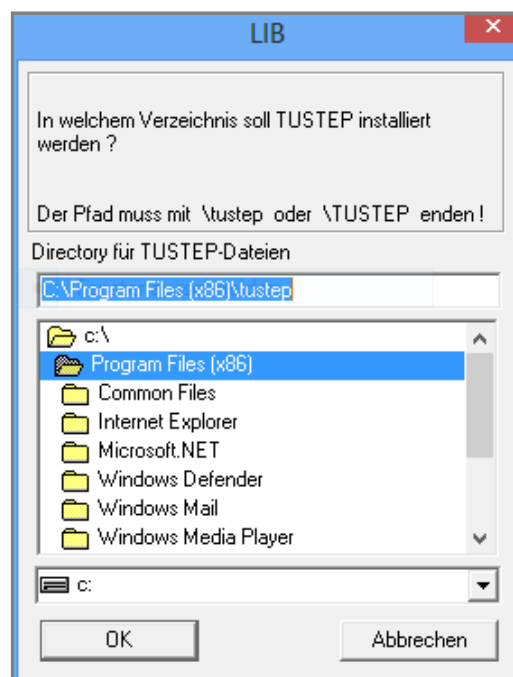 LIB
In welchem Verzeichnis soll TUSTEP installiert
werden ?
Der Pfad muss mit \tustep oder \TUSTEP enden !
Directory für TUSTEP-Dateien
C:\Program Files (x86)\tustep
c:\
Program Files (x86)
Common Files
Internet Explorer
Microsoft.NET
Windows Defender
Windows Mail
Windows Media Player
c:
OK Abbrechen